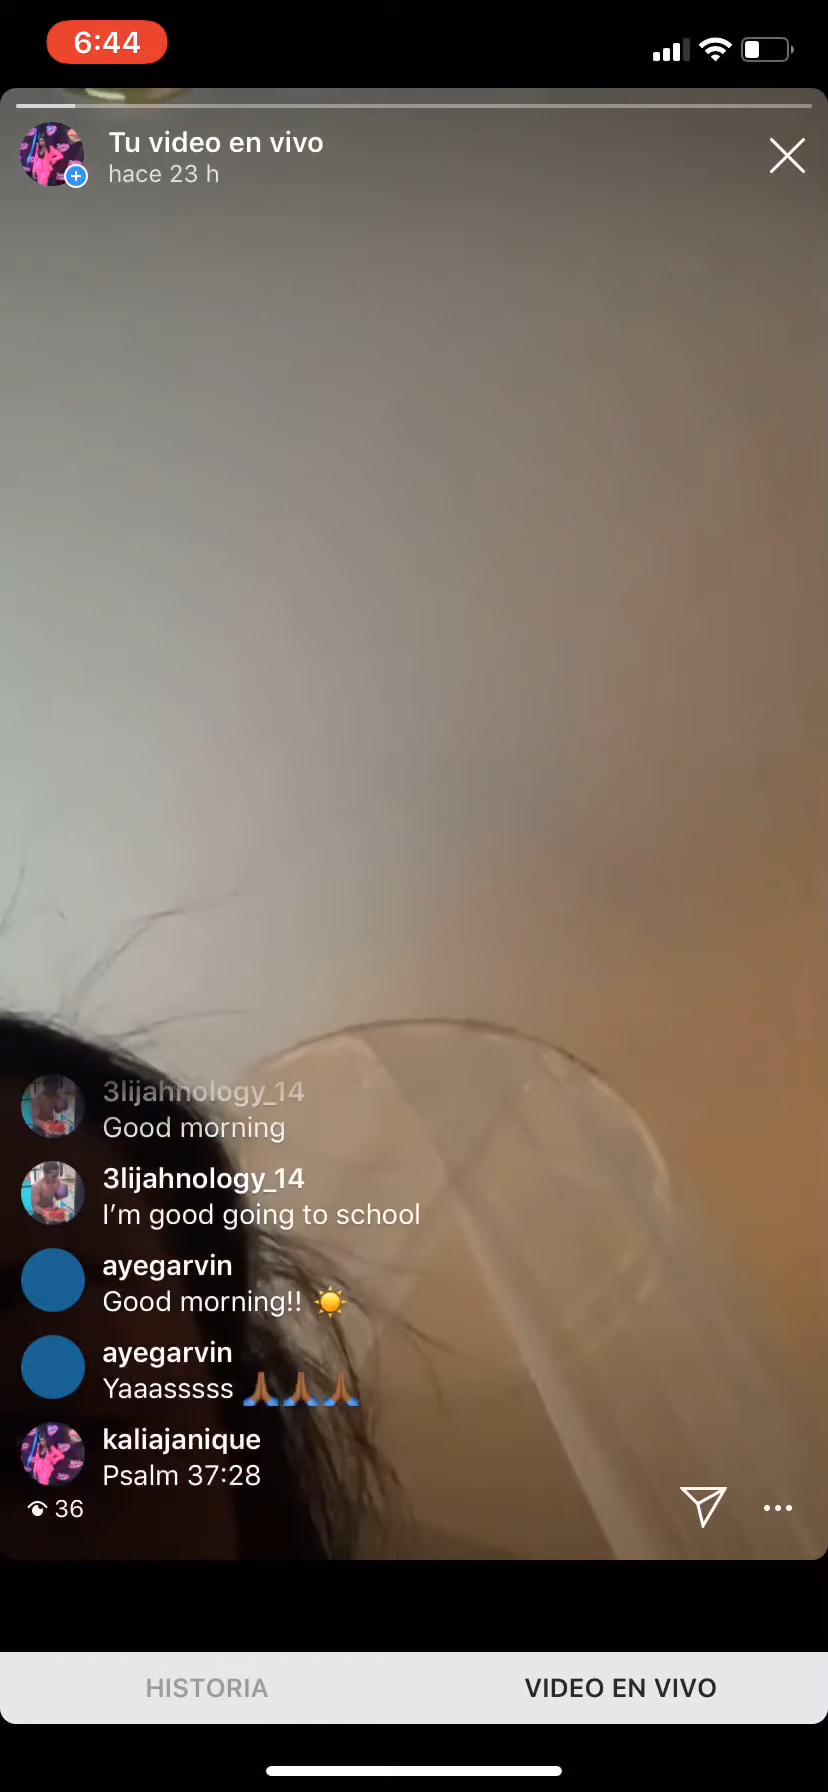 6:44
Tu video en vivo
hace 23 h
3lijahnology_14
Good morning
3lijahnology_14
I'm good going to school
ayegarvin
Good morning!! ☀️
ayegarvin
Yaaasssss 🙏🏾🙏🏾🙏🏾
kaliajanique
Psalm 37:28
36
HISTORIA VIDEO EN VIVO